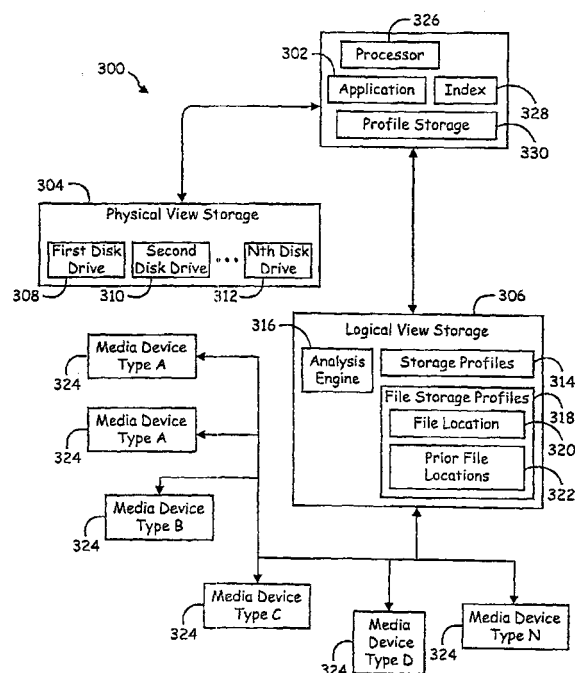 300
326
Processor
302
Application
Index
328
Profile Storage
330
304
Physical View Storage
First Disk
Drive
Second
Disk Drive
•••
Nth Disk
Drive
308
310
312
306
Logical View Storage
316
Analysis
Engine
Storage Profiles
314
File Storage Profiles
318
File Location
320
Prior File
Locations
322
324
Media Device
Type A
324
Media Device
Type A
324
Media Device
Type B
324
Media Device
Type C
324
Media
Device
Type D
324
Media Device
Type N